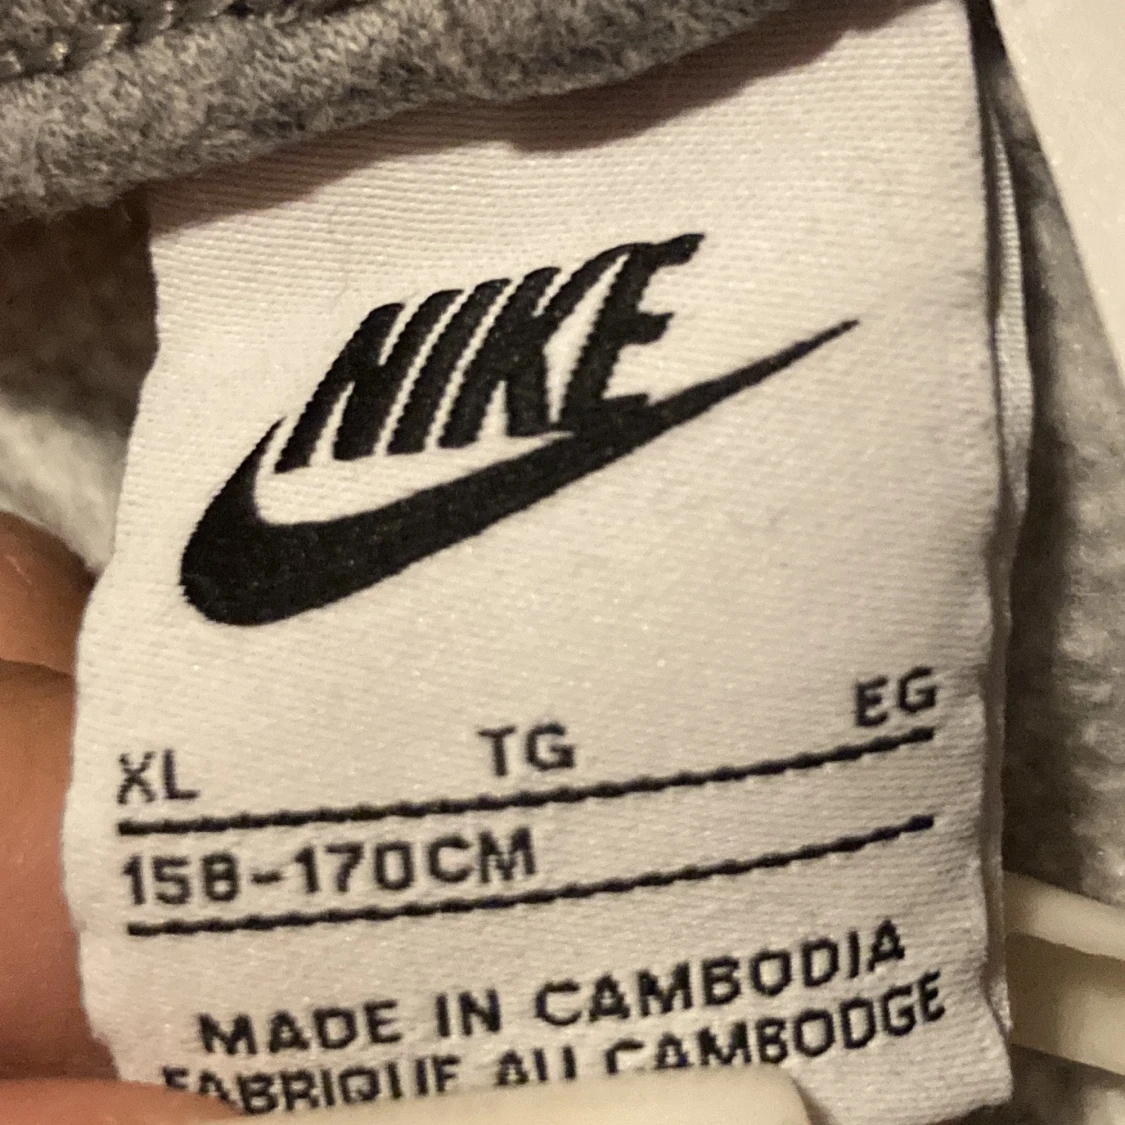 NIKE
XL TG EG
158-170CM
MADE IN CAMBODIA
FABRIQUE AU CAMBODGE